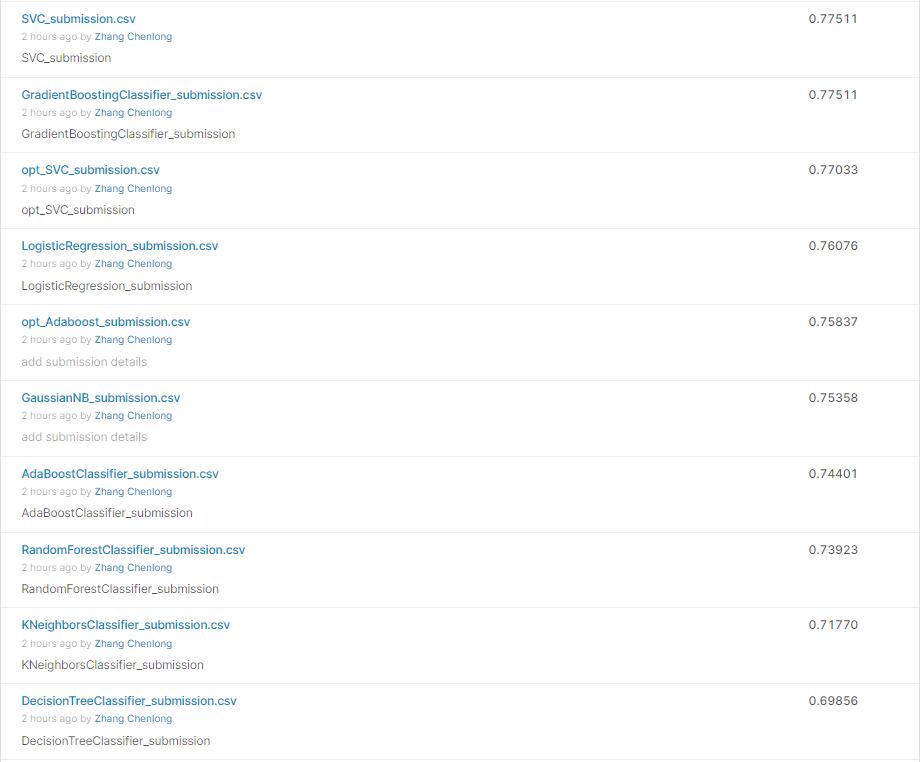 SVC_submission.csv 0.77511
2 hours ago by Zhang Chenlong
SVC_submission
GradientBoostingClassifier_submission.csv 0.77511
2 hours ago by Zhang Chenlong
GradientBoostingClassifier_submission
opt_SVC_submission.csv 0.77033
2 hours ago by Zhang Chenlong
opt_SVC_submission
LogisticRegression_submission.csv 0.76076
2 hours ago by Zhang Chenlong
LogisticRegression_submission
opt_Adaboost_submission.csv 0.75837
2 hours ago by Zhang Chenlong
add submission details
GaussianNB_submission.csv 0.75358
2 hours ago by Zhang Chenlong
add submission details
AdaBoostClassifier_submission.csv 0.74401
2 hours ago by Zhang Chenlong
AdaBoostClassifier_submission
RandomForestClassifier_submission.csv 0.73923
2 hours ago by Zhang Chenlong
RandomForestClassifier_submission
KNeighborsClassifier_submission.csv 0.71770
2 hours ago by Zhang Chenlong
KNeighborsClassifier_submission
DecisionTreeClassifier_submission.csv 0.69856
2 hours ago by Zhang Chenlong
DecisionTreeClassifier_submission